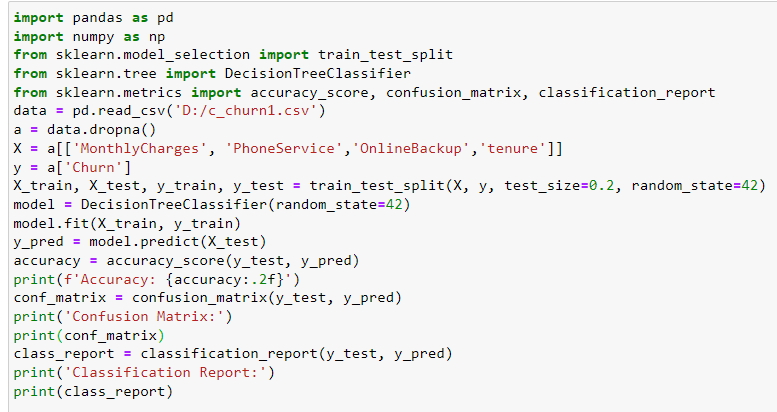 import pandas as pd
import numpy as np
from sklearn.model_selection import train_test_split
from sklearn.tree import DecisionTreeClassifier
from sklearn.metrics import accuracy_score, confusion_matrix, classification_report
data = pd.read_csv('D:/c_churn1.csv')
a = data.dropna()
X = a[['MonthlyCharges', 'PhoneService','OnlineBackup','tenure']]
y = a['Churn']
X_train, X_test, y_train, y_test = train_test_split(X, y, test_size=0.2, random_state=42)
model = DecisionTreeClassifier(random_state=42)
model.fit(X_train, y_train)
y_pred = model.predict(X_test)
accuracy = accuracy_score(y_test, y_pred)
print(f'Accuracy: {accuracy:.2f}')
conf_matrix = confusion_matrix(y_test, y_pred)
print('Confusion Matrix:')
print(conf_matrix)
class_report = classification_report(y_test, y_pred)
print('Classification Report:')
print(class_report)